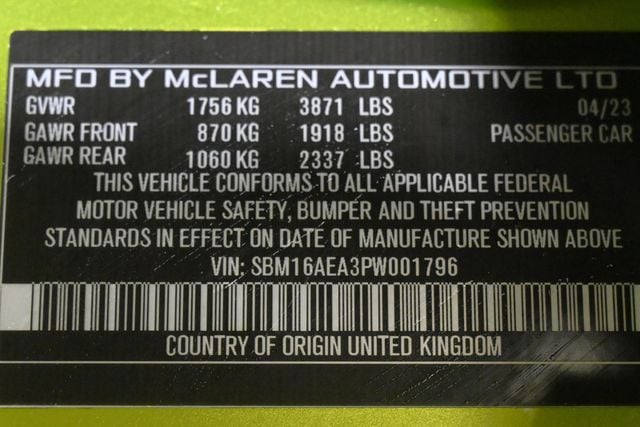 MFD BY McLAREN AUTOMOTIVE LTD
GVWR 1756 KG 3871 LBS 04/23
GAWR FRONT 870 KG 1918 LBS PASSENGER CAR
GAWR REAR 1060 KG 2337 LBS
THIS VEHICLE CONFORMS TO ALL APPLICABLE FEDERAL
MOTOR VEHICLE SAFETY, BUMPER AND THEFT PREVENTION
STANDARDS IN EFFECT ON DATE OF MANUFACTURE SHOWN ABOVE
VIN: SBM16AEA3PW001796
COUNTRY OF ORIGIN UNITED KINGDOM